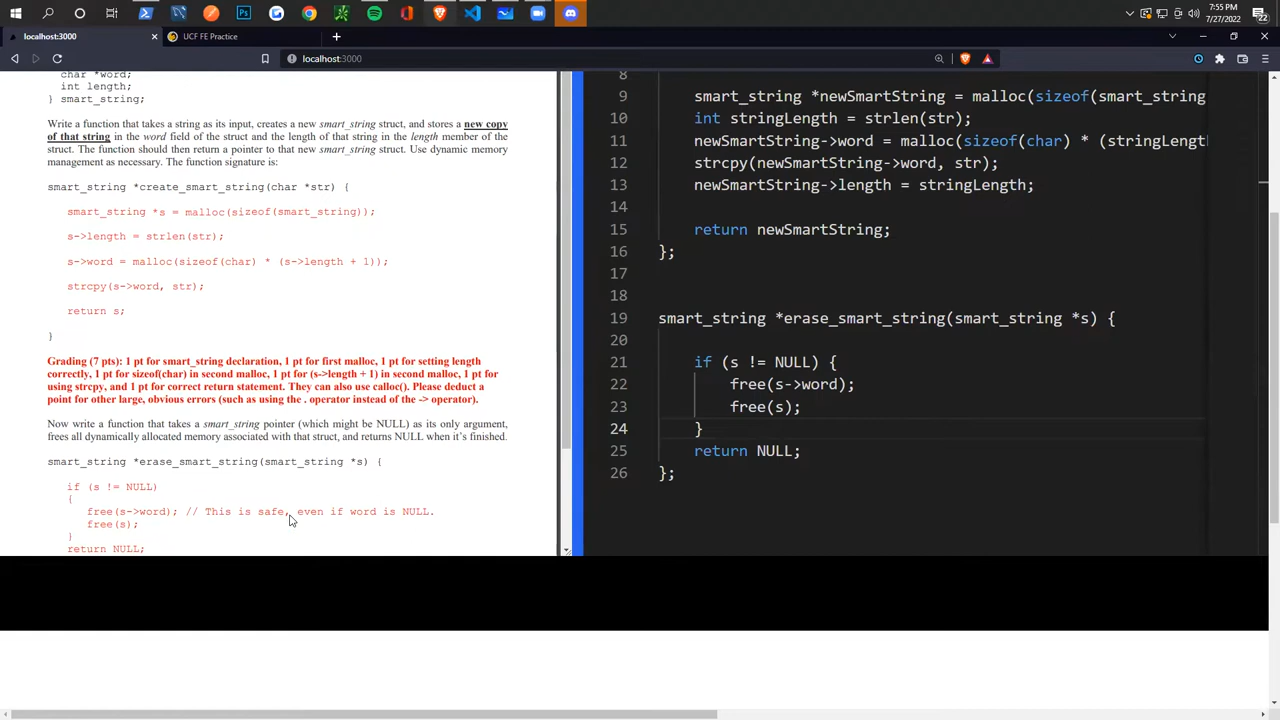 7:55 PM
7/27/2022
22
localhost:3000
UCF FE Practice
localhost:3000
char *word;
int length;
} smart_string;
Write a function that takes a string as its input, creates a new smart_string struct, and stores a new copy
of that string in the word field of the struct and the length of that string in the length member of the
struct. The function should then return a pointer to that new smart_string struct. Use dynamic memory
management as necessary. The function signature is:
smart_string *create_smart_string(char *str) {
smart_string *s = malloc(sizeof(smart_string));
s->length = strlen(str);
s->word = malloc(sizeof(char) * (s->length + 1));
strcpy(s->word, str);
return s;
}
Grading (7 pts): 1 pt for smart_string declaration, 1 pt for first malloc, 1 pt for setting length
correctly, 1 pt for sizeof(char) in second malloc, 1 pt for (s->length + 1) in second malloc, 1 pt for
using strcpy, and 1 pt for correct return statement. They can also use calloc(). Please deduct a
point for other large, obvious errors (such as using the . operator instead of the -> operator).
Now write a function that takes a smart_string pointer (which might be NULL) as its only argument,
frees all dynamically allocated memory associated with that struct, and returns NULL when it's finished.
smart_string *erase_smart_string(smart_string *s) {
if (s != NULL)
{
free(s->word); // This is safe, even if word is NULL.
free(s);
}
return NULL;
8
9 smart_string *newSmartString = malloc(sizeof(smart_string
10 int stringLength = strlen(str);
11 newSmartString->word = malloc(sizeof(char) * (stringLength
12 strcpy(newSmartString->word, str);
13 newSmartString->length = stringLength;
14
15 return newSmartString;
16 };
17
18
19 smart_string *erase_smart_string(smart_string *s) {
20
21 if (s != NULL) {
22 free(s->word);
23 free(s);
24 }
25 return NULL;
26 };